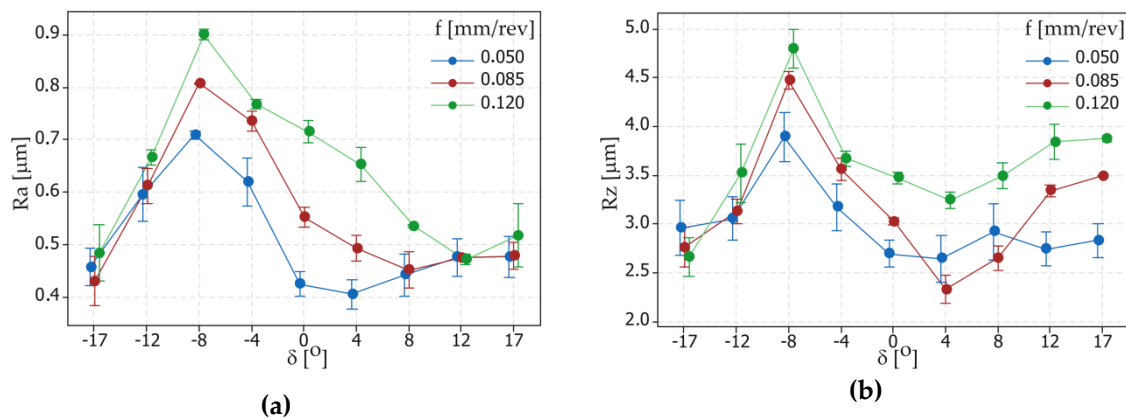 f [mm/rev]
0.050
0.085
0.120
Ra [μm]
0.9
0.8
0.7
0.6
0.5
0.4
-17 -12 -8 -4 0 4 8 12 17
δ [º]
(a)
f [mm/rev]
0.050
0.085
0.120
Rz [μm]
5.0
4.5
4.0
3.5
3.0
2.5
2.0
-17 -12 -8 -4 0 4 8 12 17
δ [º]
(b)